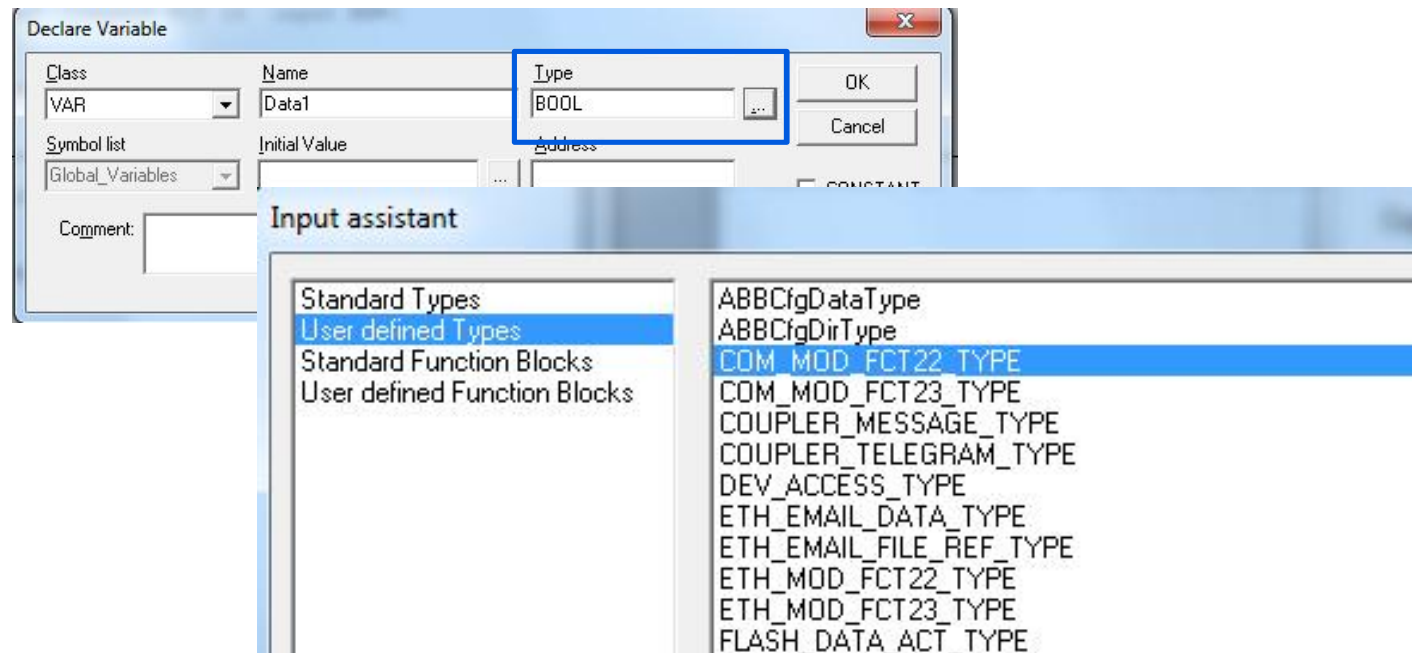 Declare Variable
Class Name Type
VAR Data1 BOOL ... OK
Cancel
Symbol list Initial Value Address
Global_Variables ... CONSTANT
Comment:
Input assistant
Standard Types
User defined Types
Standard Function Blocks
User defined Function Blocks
ABBCfgDataType
ABBCfgDirType
COM_MOD_FCT22_TYPE
COM_MOD_FCT23_TYPE
COUPLER_MESSAGE_TYPE
COUPLER_TELEGRAM_TYPE
DEV_ACCESS_TYPE
ETH_EMAIL_DATA_TYPE
ETH_EMAIL_FILE_REF_TYPE
ETH_MOD_FCT22_TYPE
ETH_MOD_FCT23_TYPE
FLASH_DATA_ACT_TYPE